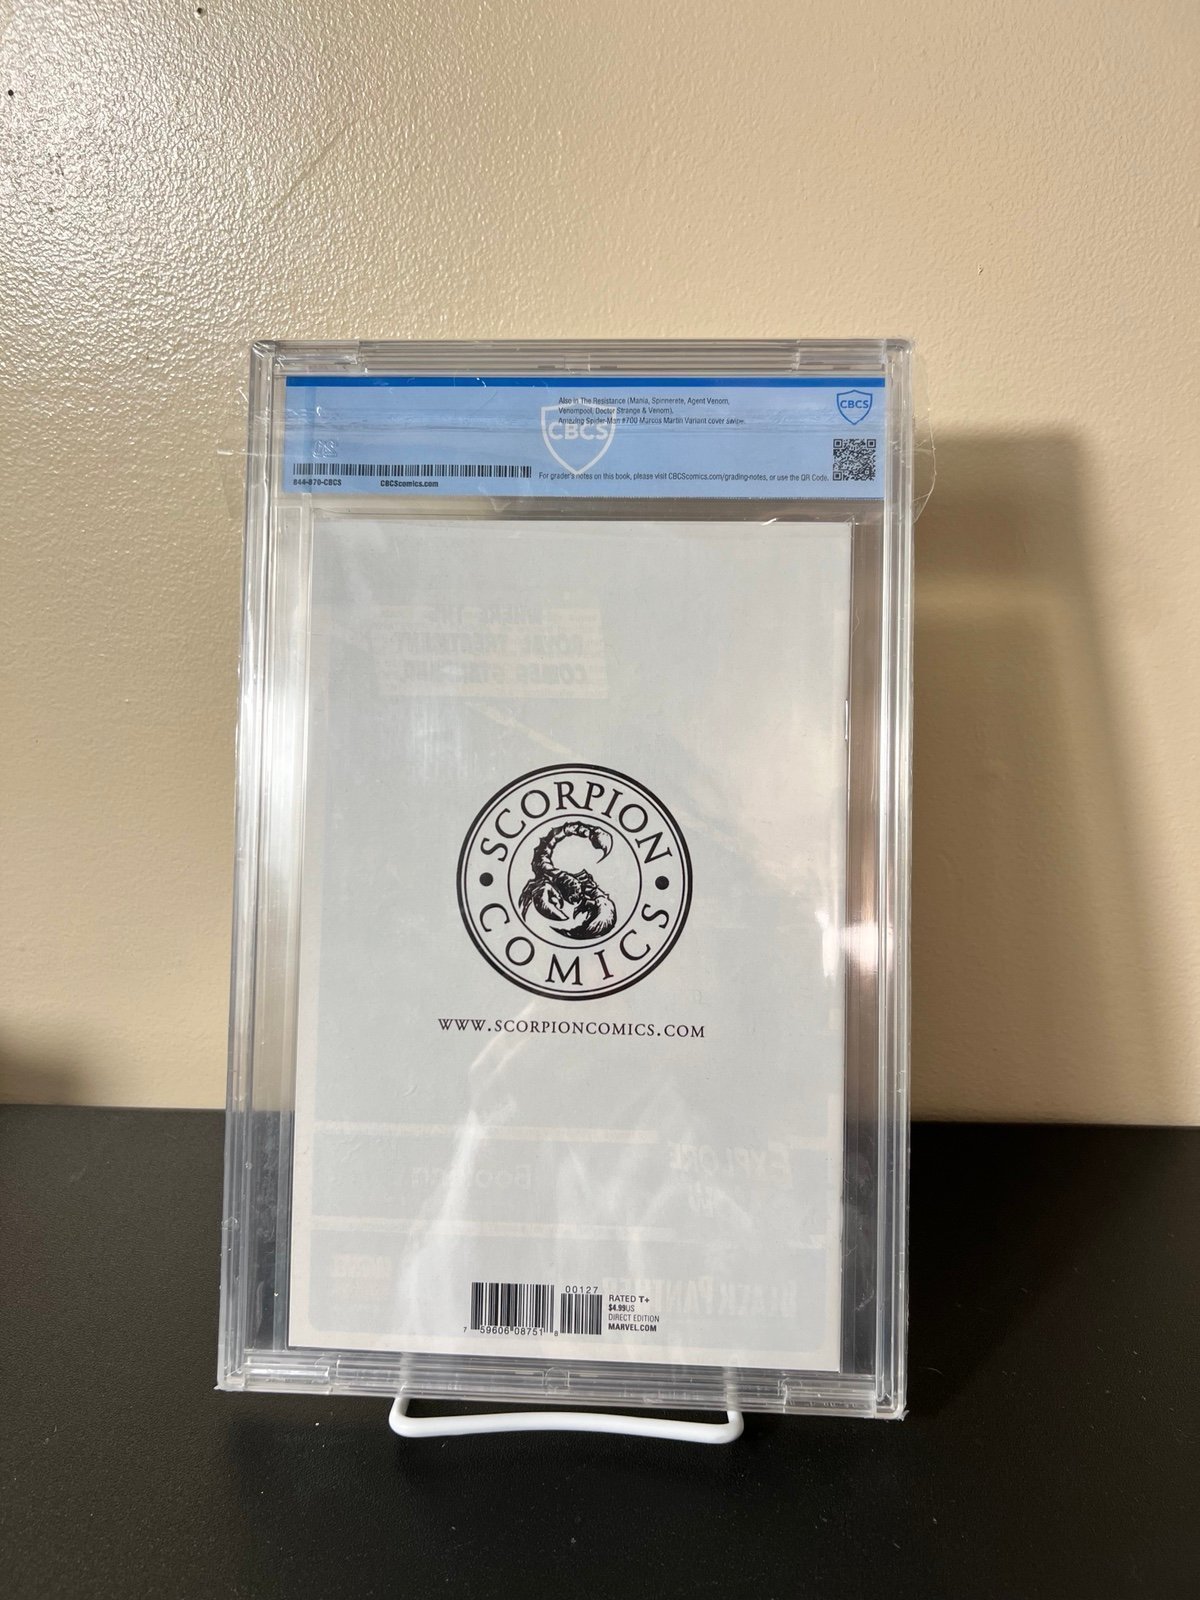 Also in The Resistance (Mania, Spinnerete, Agent Venom,
Venompool, Doctor Strange & Venom),
Amazing Spider-Man #700 Marcos Martin Variant cover swipe.
CBCS
CBCS
844-870-CBCS
CBCScomics.com
For grader's notes on this book, please visit CBCScomics.com/grading-notes, or use the QR Code.
SCORPION
COMICS
WWW.SCORPIONCOMICS.COM
00127
7 59606 08751 8
RATED T+
$4.99US
DIRECT EDITION
MARVEL.COM